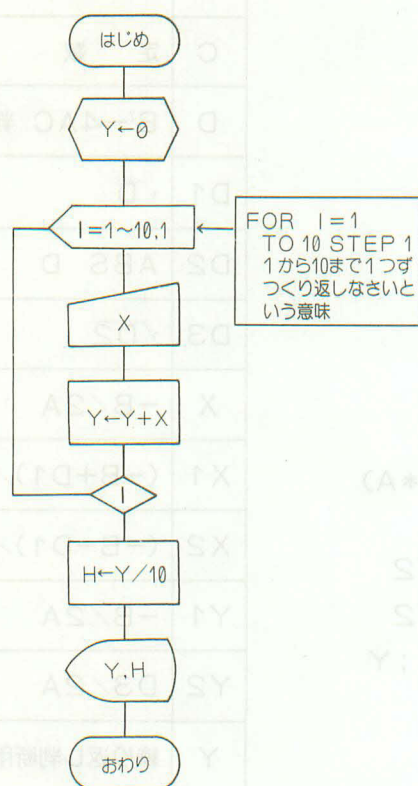 はじめ
Y←0
I=1~10,1
FOR I=1
TO 10 STEP 1
1から10まで1つず
つくり返しなさいと
いう意味
X
Y←Y+X
I
H←Y/10
Y,H
おわり